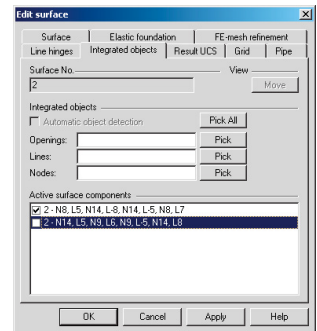 Edit surface
Surface Elastic foundation FE-mesh refinement
Line hinges Integrated objects Result UCS Grid Pipe
Surface No. View
2 Move
Integrated objects
Automatic object detection Pick All
Openings: Pick
Lines: Pick
Nodes: Pick
Active surface components
2 - N8, L5, N14, L-8, N14, L-5, N8, L7
2 - N14, L5, N9, L6, N9, L-5, N14, L8
OK Cancel Apply Help